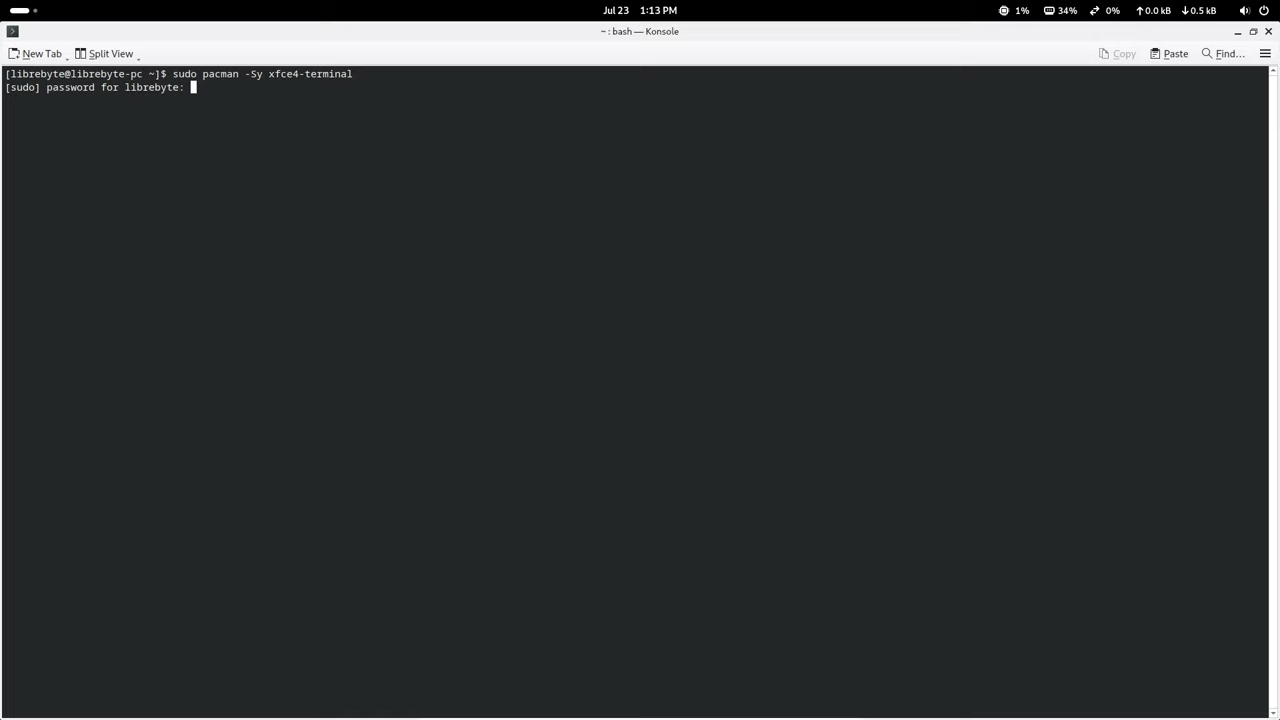 Jul 23 1:13 PM
1% 34% 0% ↑0.0 kB ↓0.5 kB
~ : bash — Konsole
New Tab Split View Copy Paste Find...
[librebyte@librebyte-pc ~]$ sudo pacman -Sy xfce4-terminal
[sudo] password for librebyte: